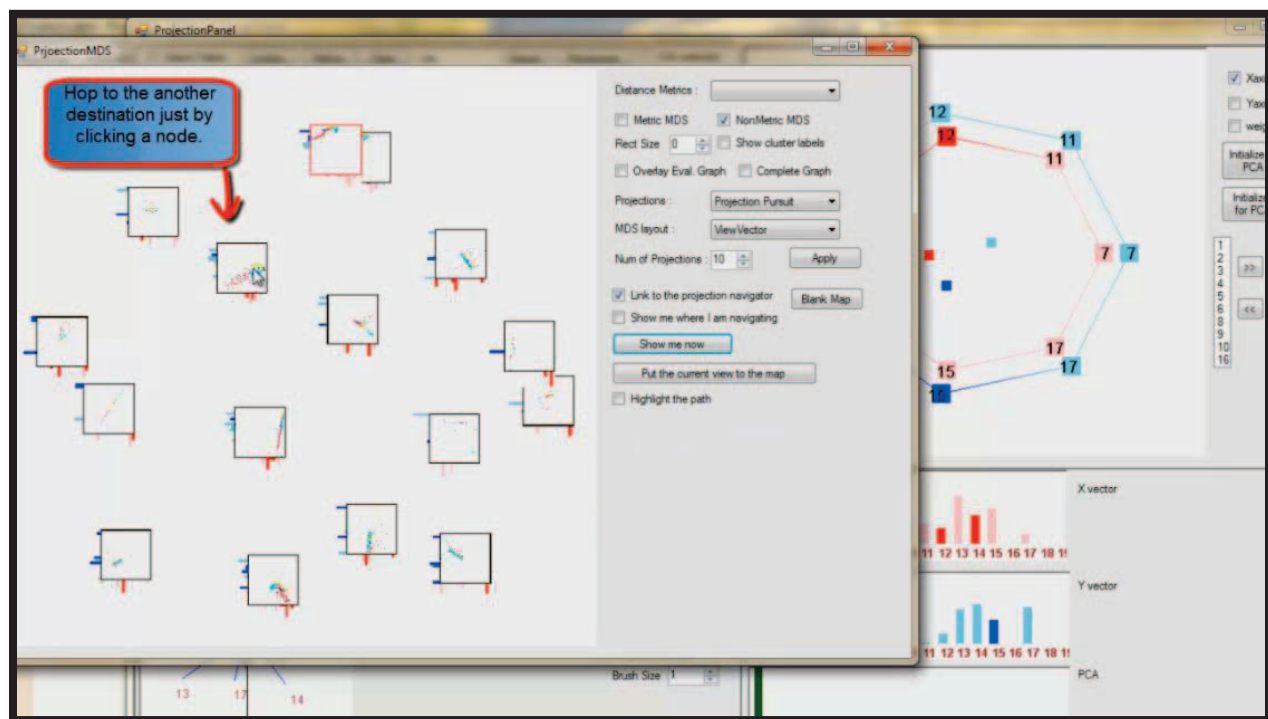 ProjectionPanel
PrjoectionMDS
Hop to the another
destination just by
clicking a node.
Distance Metrics :
Metric MDS
NonMetric MDS
Rect Size 0
Show cluster labels
Overlay Eval. Graph
Complete Graph
Projections :
Projection Pursuit
MDS layout :
ViewVector
Num of Projections : 10
Apply
Link to the projection navigator
Blank Map
Show me where I am navigating
Show me now
Put the current view to the map
Highlight the path
12
12
11
11
7
7
17
17
15
Initialize
PCA
for PC
1
2
3
4
5
6
8
9
10
16
>>
<<
X vector
11 12 13 14 15 16 17 18
Y vector
11 12 13 14 15 16 17 18
PCA
Brush Size 1
13
17
14